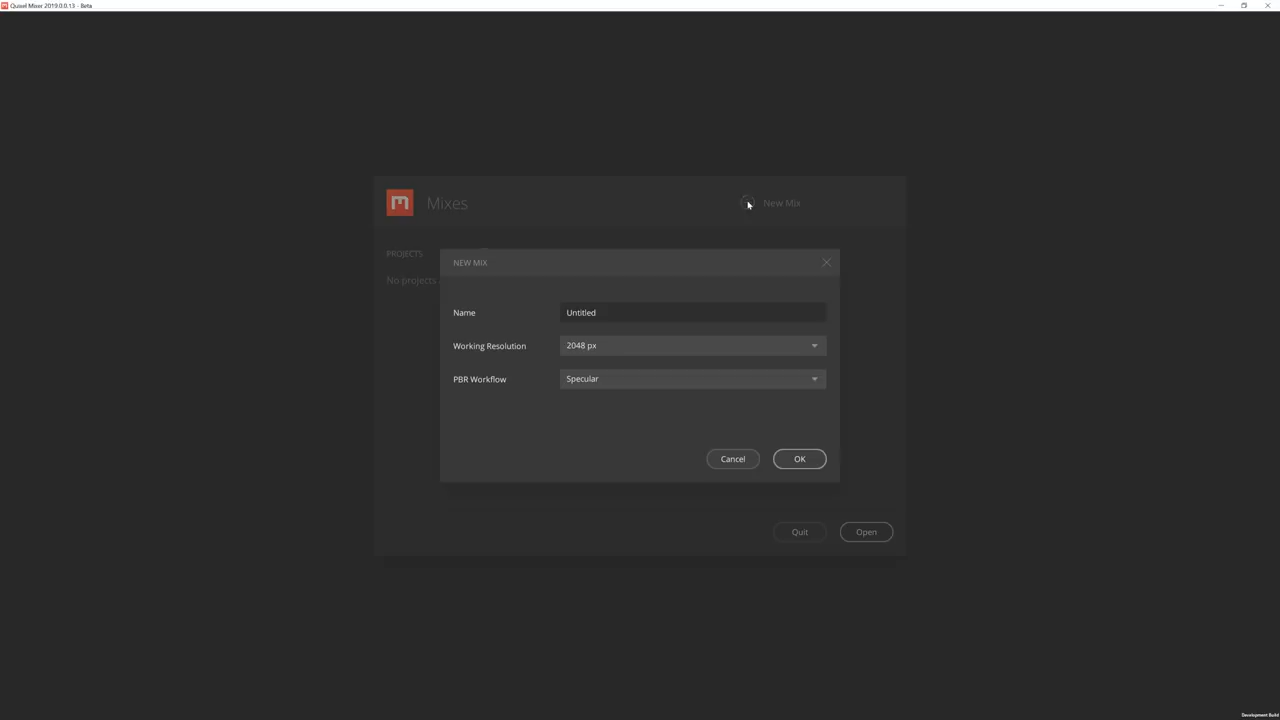 Quixel Mixer 2019.0.0.13 - Beta
Mixes
New Mix
PROJECTS
No projects
NEW MIX
Name
Untitled
Working Resolution
2048 px
PBR Workflow
Specular
Cancel
OK
Quit
Open
Development Build